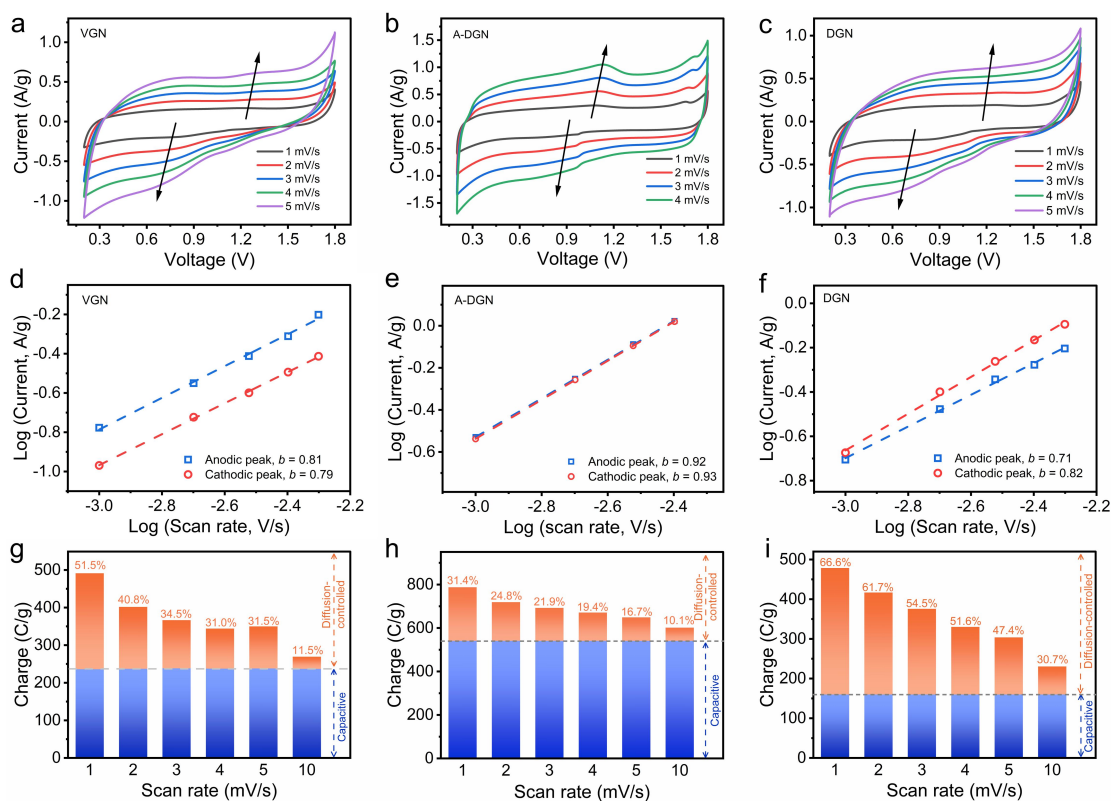 a
VGN
1.0
0.5
0.0
-0.5
-1.0
Current (A/g)
1 mV/s
2 mV/s
3 mV/s
4 mV/s
5 mV/s
0.3 0.6 0.9 1.2 1.5 1.8
Voltage (V)
b
A-DGN
1.5
1.0
0.5
0.0
-0.5
-1.0
-1.5
Current (A/g)
1 mV/s
2 mV/s
3 mV/s
4 mV/s
0.3 0.6 0.9 1.2 1.5 1.8
Voltage (V)
c
DGN
1.0
0.5
0.0
-0.5
-1.0
Current (A/g)
1 mV/s
2 mV/s
3 mV/s
4 mV/s
5 mV/s
0.3 0.6 0.9 1.2 1.5 1.8
Voltage (V)
d
VGN
-0.2
-0.4
-0.6
-0.8
-1.0
Log (Current, A/g)
Anodic peak, b = 0.81
Cathodic peak, b = 0.79
-3.0 -2.8 -2.6 -2.4 -2.2
Log (Scan rate, V/s)
e
A-DGN
0.0
-0.2
-0.4
-0.6
Log (Current, A/g)
Anodic peak, b = 0.92
Cathodic peak, b = 0.93
-3.0 -2.9 -2.8 -2.7 -2.6 -2.5 -2.4 -2.3
Log (scan rate, V/s)
f
DGN
0.0
-0.2
-0.4
-0.6
-0.8
Log (Current, A/g)
Anodic peak, b = 0.71
Cathodic peak, b = 0.82
-3.0 -2.8 -2.6 -2.4 -2.2
Log (Scan rate, V/s)
g
500
400
300
200
100
0
Charge (C/g)
51.5%
40.8%
34.5%
31.0%
31.5%
11.5%
Diffusion-
controlled
Capacitive
1 2 3 4 5 10
Scan rate (mV/s)
h
800
600
400
200
0
Charge (C/g)
31.4%
24.8%
21.9%
19.4%
16.7%
10.1%
Diffusion-
controlled
Capacitive
1 2 3 4 5 10
Scan rate (mV/s)
i
500
400
300
200
100
0
Charge (C/g)
66.6%
61.7%
54.5%
51.6%
47.4%
30.7%
Diffusion-controlled
Capacitive
1 2 3 4 5 10
Scan rate (mV/s)